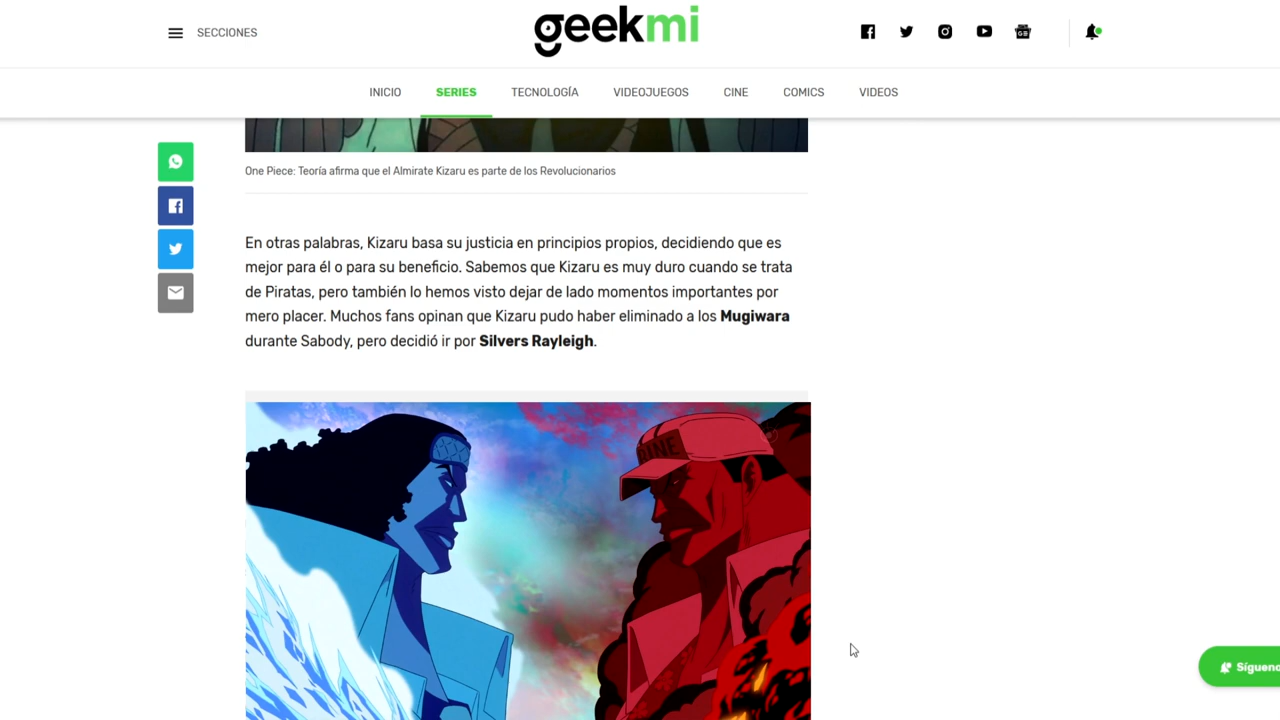 SECCIONES
geekmi
GE
INICIO
SERIES
TECNOLOGÍA
VIDEOJUEGOS
CINE
COMICS
VIDEOS
One Piece: Teoría afirma que el Almirate Kizaru es parte de los Revolucionarios
En otras palabras, Kizaru basa su justicia en principios propios, decidiendo que es
mejor para él o para su beneficio. Sabemos que Kizaru es muy duro cuando se trata
de Piratas, pero también lo hemos visto dejar de lado momentos importantes por
mero placer. Muchos fans opinan que Kizaru pudo haber eliminado a los Mugiwara
durante Sabody, pero decidió ir por Silvers Rayleigh.
RINE